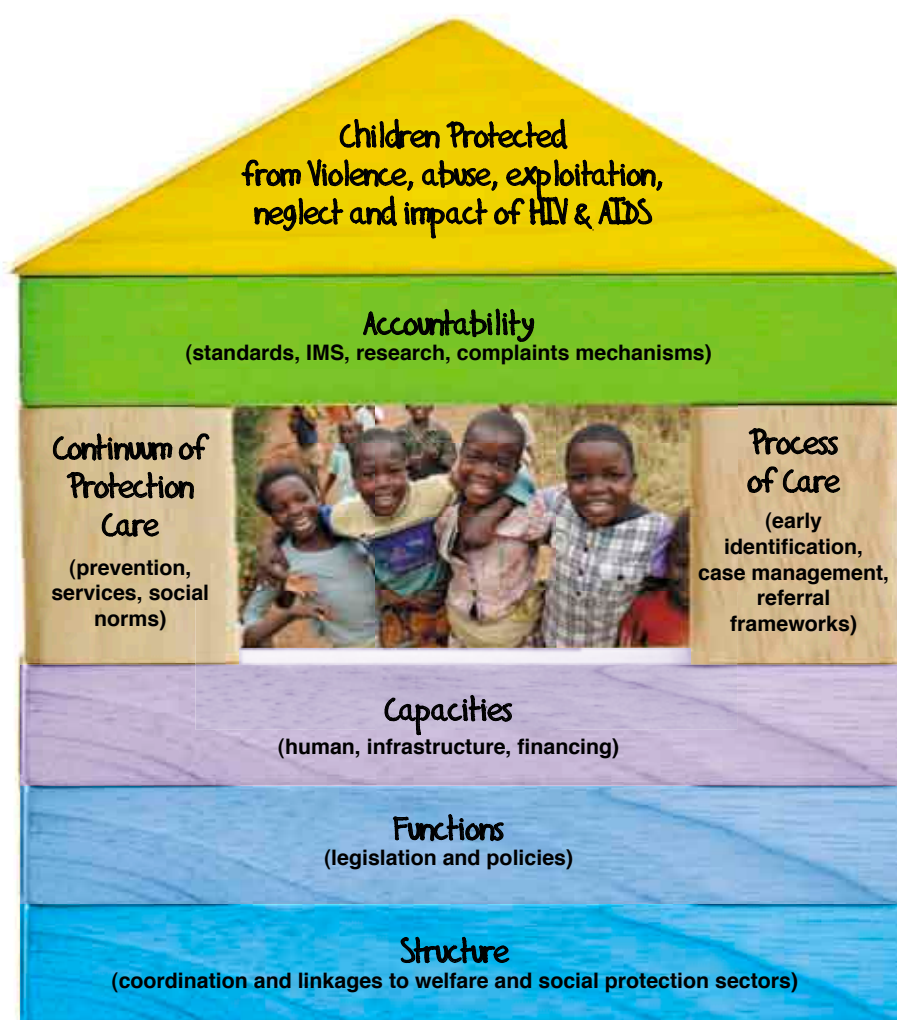 Children Protected
from Violence, abuse, exploitation,
neglect and impact of HIV & AIDS
Accountability
(standards, IMS, research, complaints mechanisms)
Continuum of
Protection
Care
(prevention,
services, social
norms)
Process
of Care
(early
identification,
case management,
referral
frameworks)
Capacities
(human, infrastructure, financing)
Functions
(legislation and policies)
Structure
(coordination and linkages to welfare and social protection sectors)